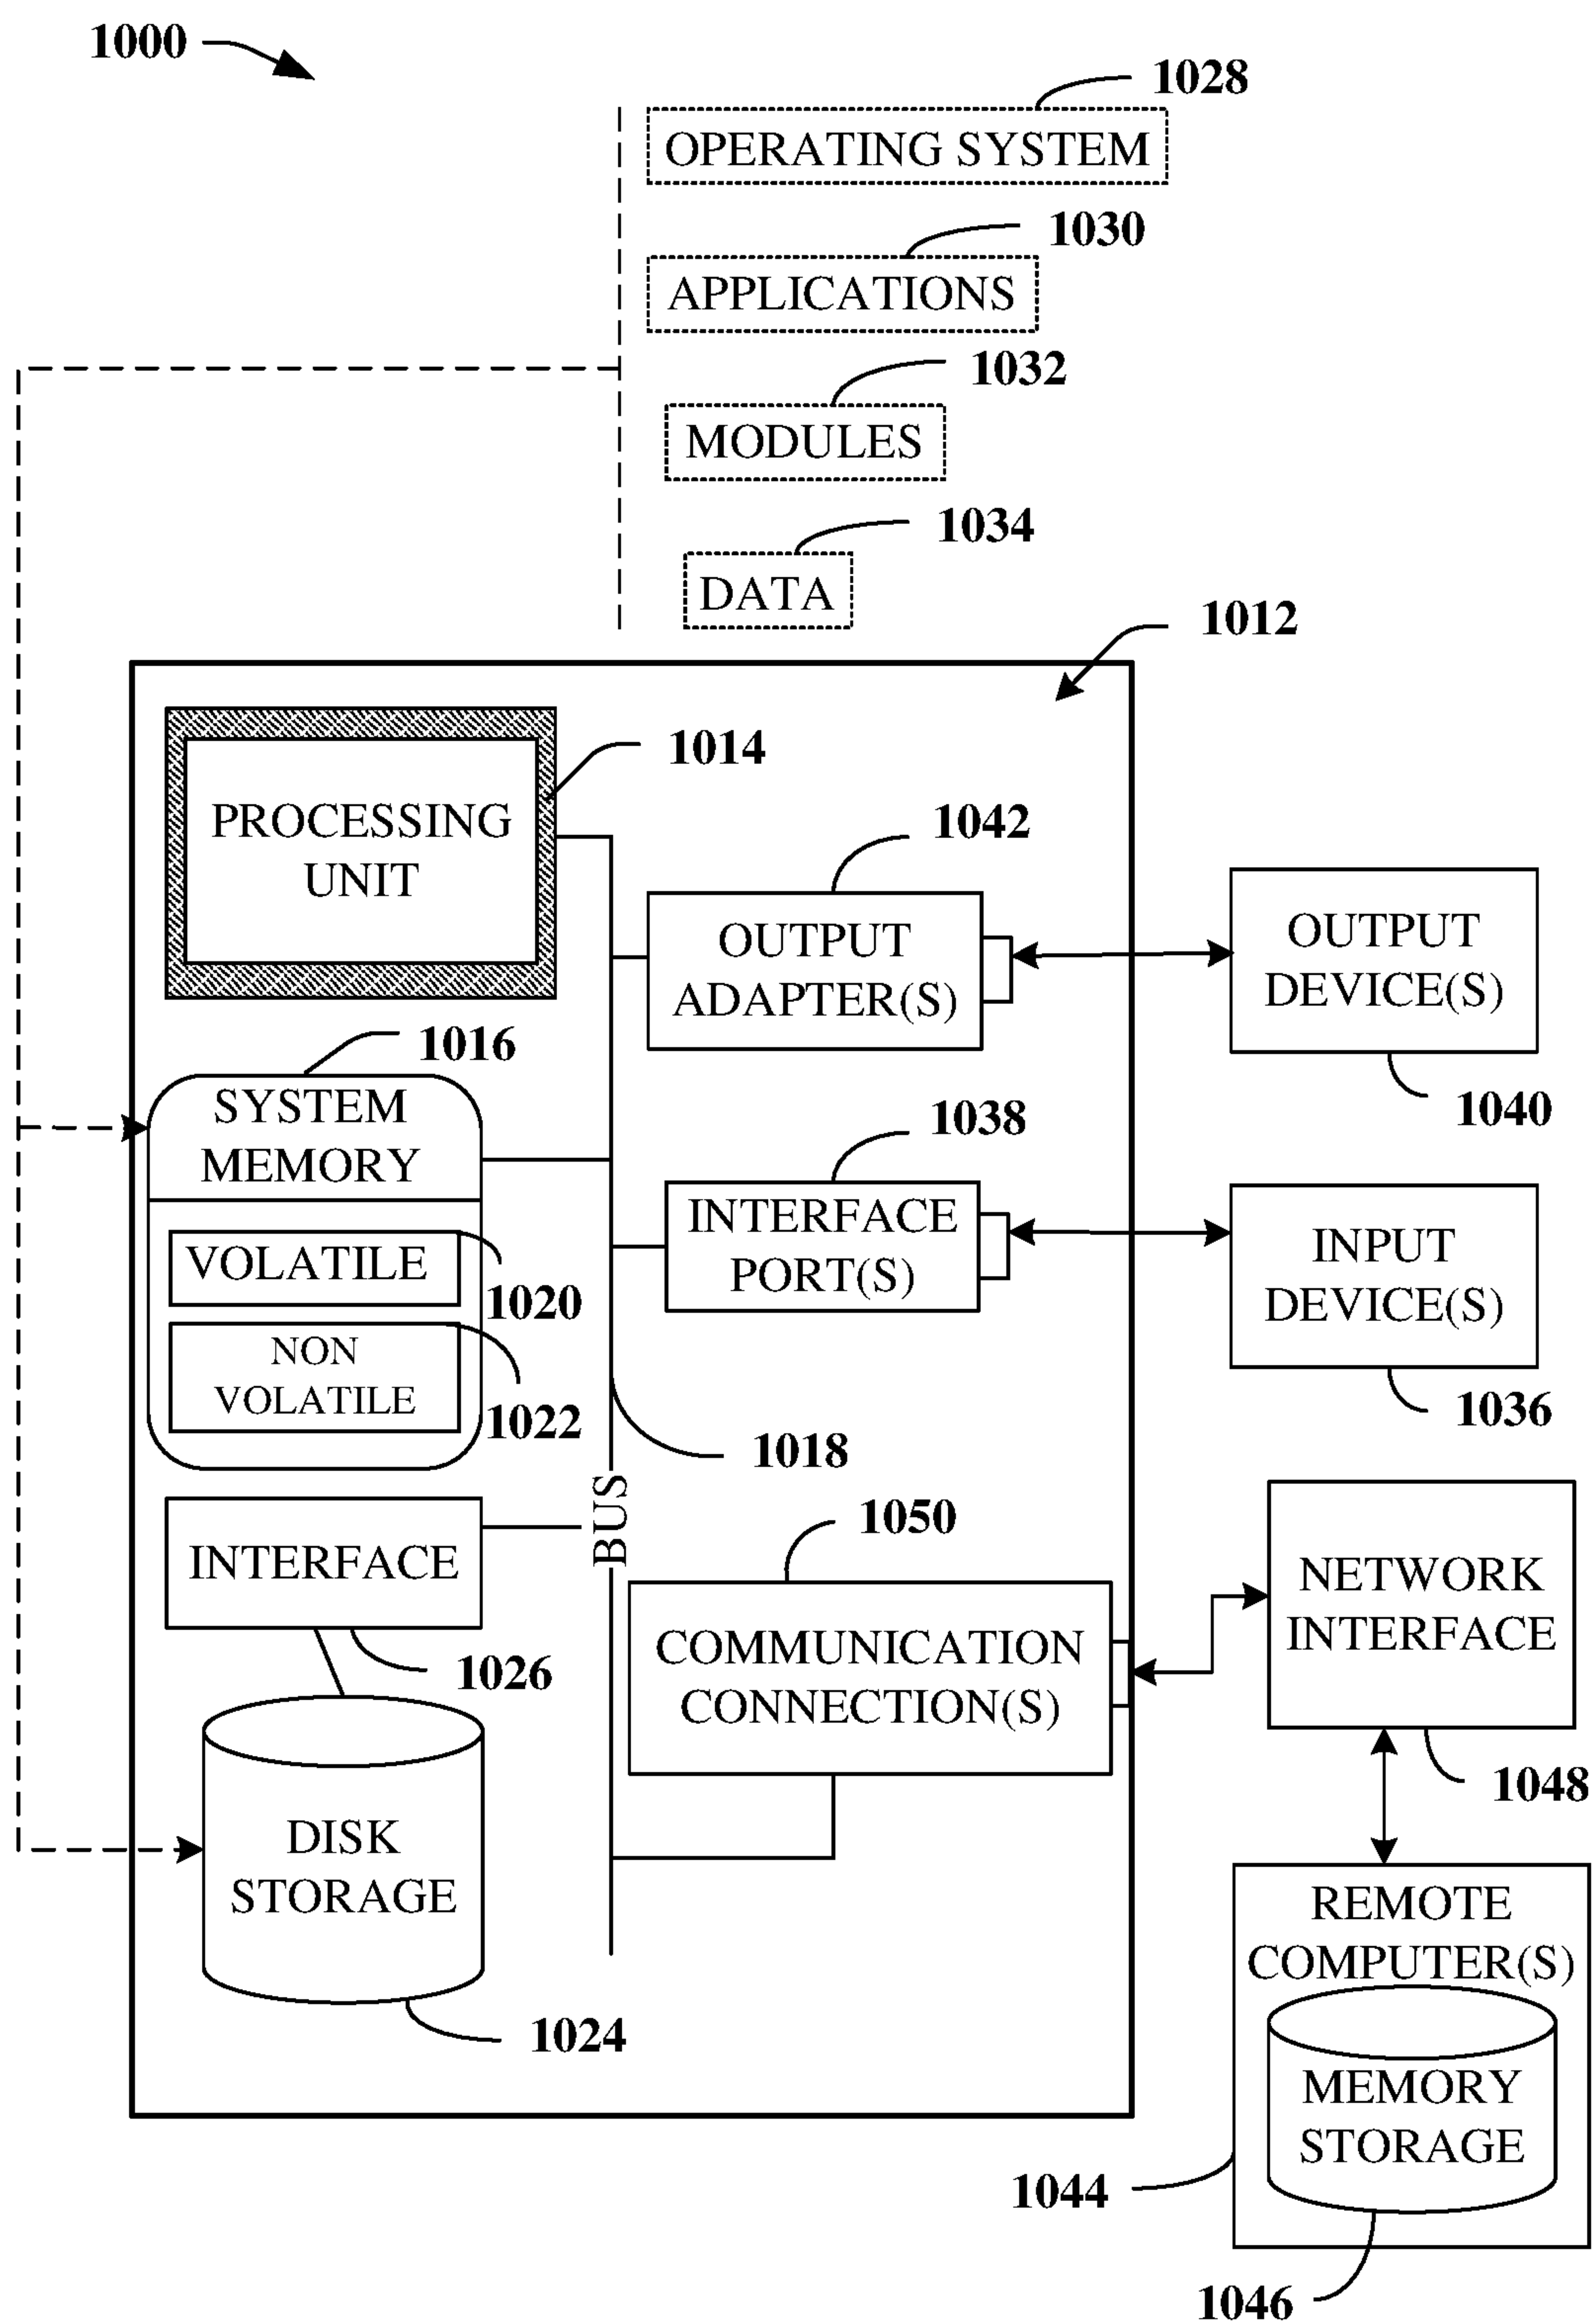 1000
1028
OPERATING SYSTEM
1030
APPLICATIONS
1032
MODULES
1034
DATA
1012
1014
PROCESSING
UNIT
1042
OUTPUT
ADAPTER(S)
OUTPUT
DEVICE(S)
1040
1016
SYSTEM
MEMORY
VOLATILE
1020
NON
VOLATILE
1022
1038
INTERFACE
PORT(S)
INPUT
DEVICE(S)
1036
1018
BUS
INTERFACE
1026
1050
COMMUNICATION
CONNECTION(S)
NETWORK
INTERFACE
1048
DISK
STORAGE
1024
REMOTE
COMPUTER(S)
MEMORY
STORAGE
1044
1046